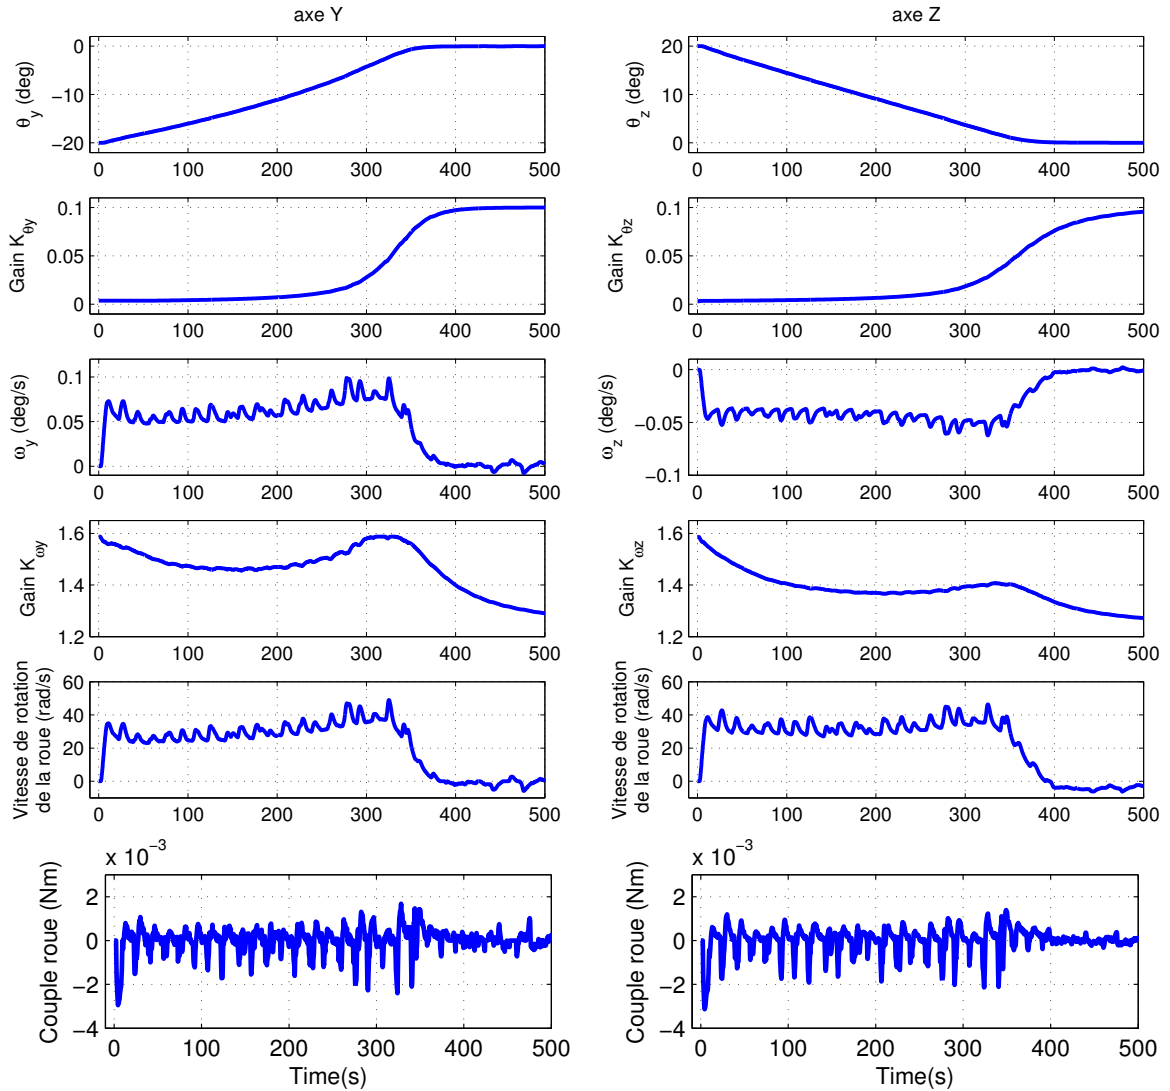 axe Y
axe Z
θy (deg)
0
−10
−20
0 100 200 300 400 500
θz (deg)
20
10
0
0 100 200 300 400 500
Gain Kθy
0.1
0.05
0
0 100 200 300 400 500
Gain Kθz
0.1
0.05
0
0 100 200 300 400 500
ωy (deg/s)
0.1
0.05
0
0 100 200 300 400 500
ωz (deg/s)
0
−0.05
−0.1
0 100 200 300 400 500
Gain Kωy
1.6
1.4
1.2
0 100 200 300 400 500
Gain Kωz
1.6
1.4
1.2
0 100 200 300 400 500
Vitesse de rotation
de la roue (rad/s)
60
40
20
0
0 100 200 300 400 500
Vitesse de rotation
de la roue (rad/s)
60
40
20
0
0 100 200 300 400 500
x 10−3
Couple roue (Nm)
2
0
−2
−4
0 100 200 300 400 500
Time(s)
x 10−3
Couple roue (Nm)
2
0
−2
−4
0 100 200 300 400 500
Time(s)